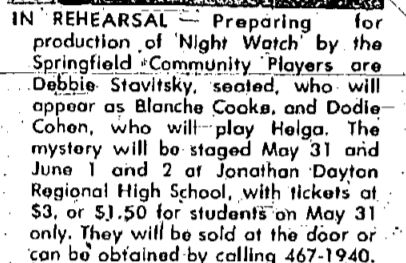 IN REHEARSAL — Preparing for
production of 'Night Watch' by the
Springfield Community Players are
Debbie Stavitsky, seated, who will
appear as Blanche Cooke, and Dodie
Cohen, who will play Helga. The
mystery will be staged May 31 and
June 1 and 2 at Jonathan Dayton
Regional High School, with tickets at
$3, or $1.50 for students on May 31
only. They will be sold at the door or
can be obtained by calling 467-1940.